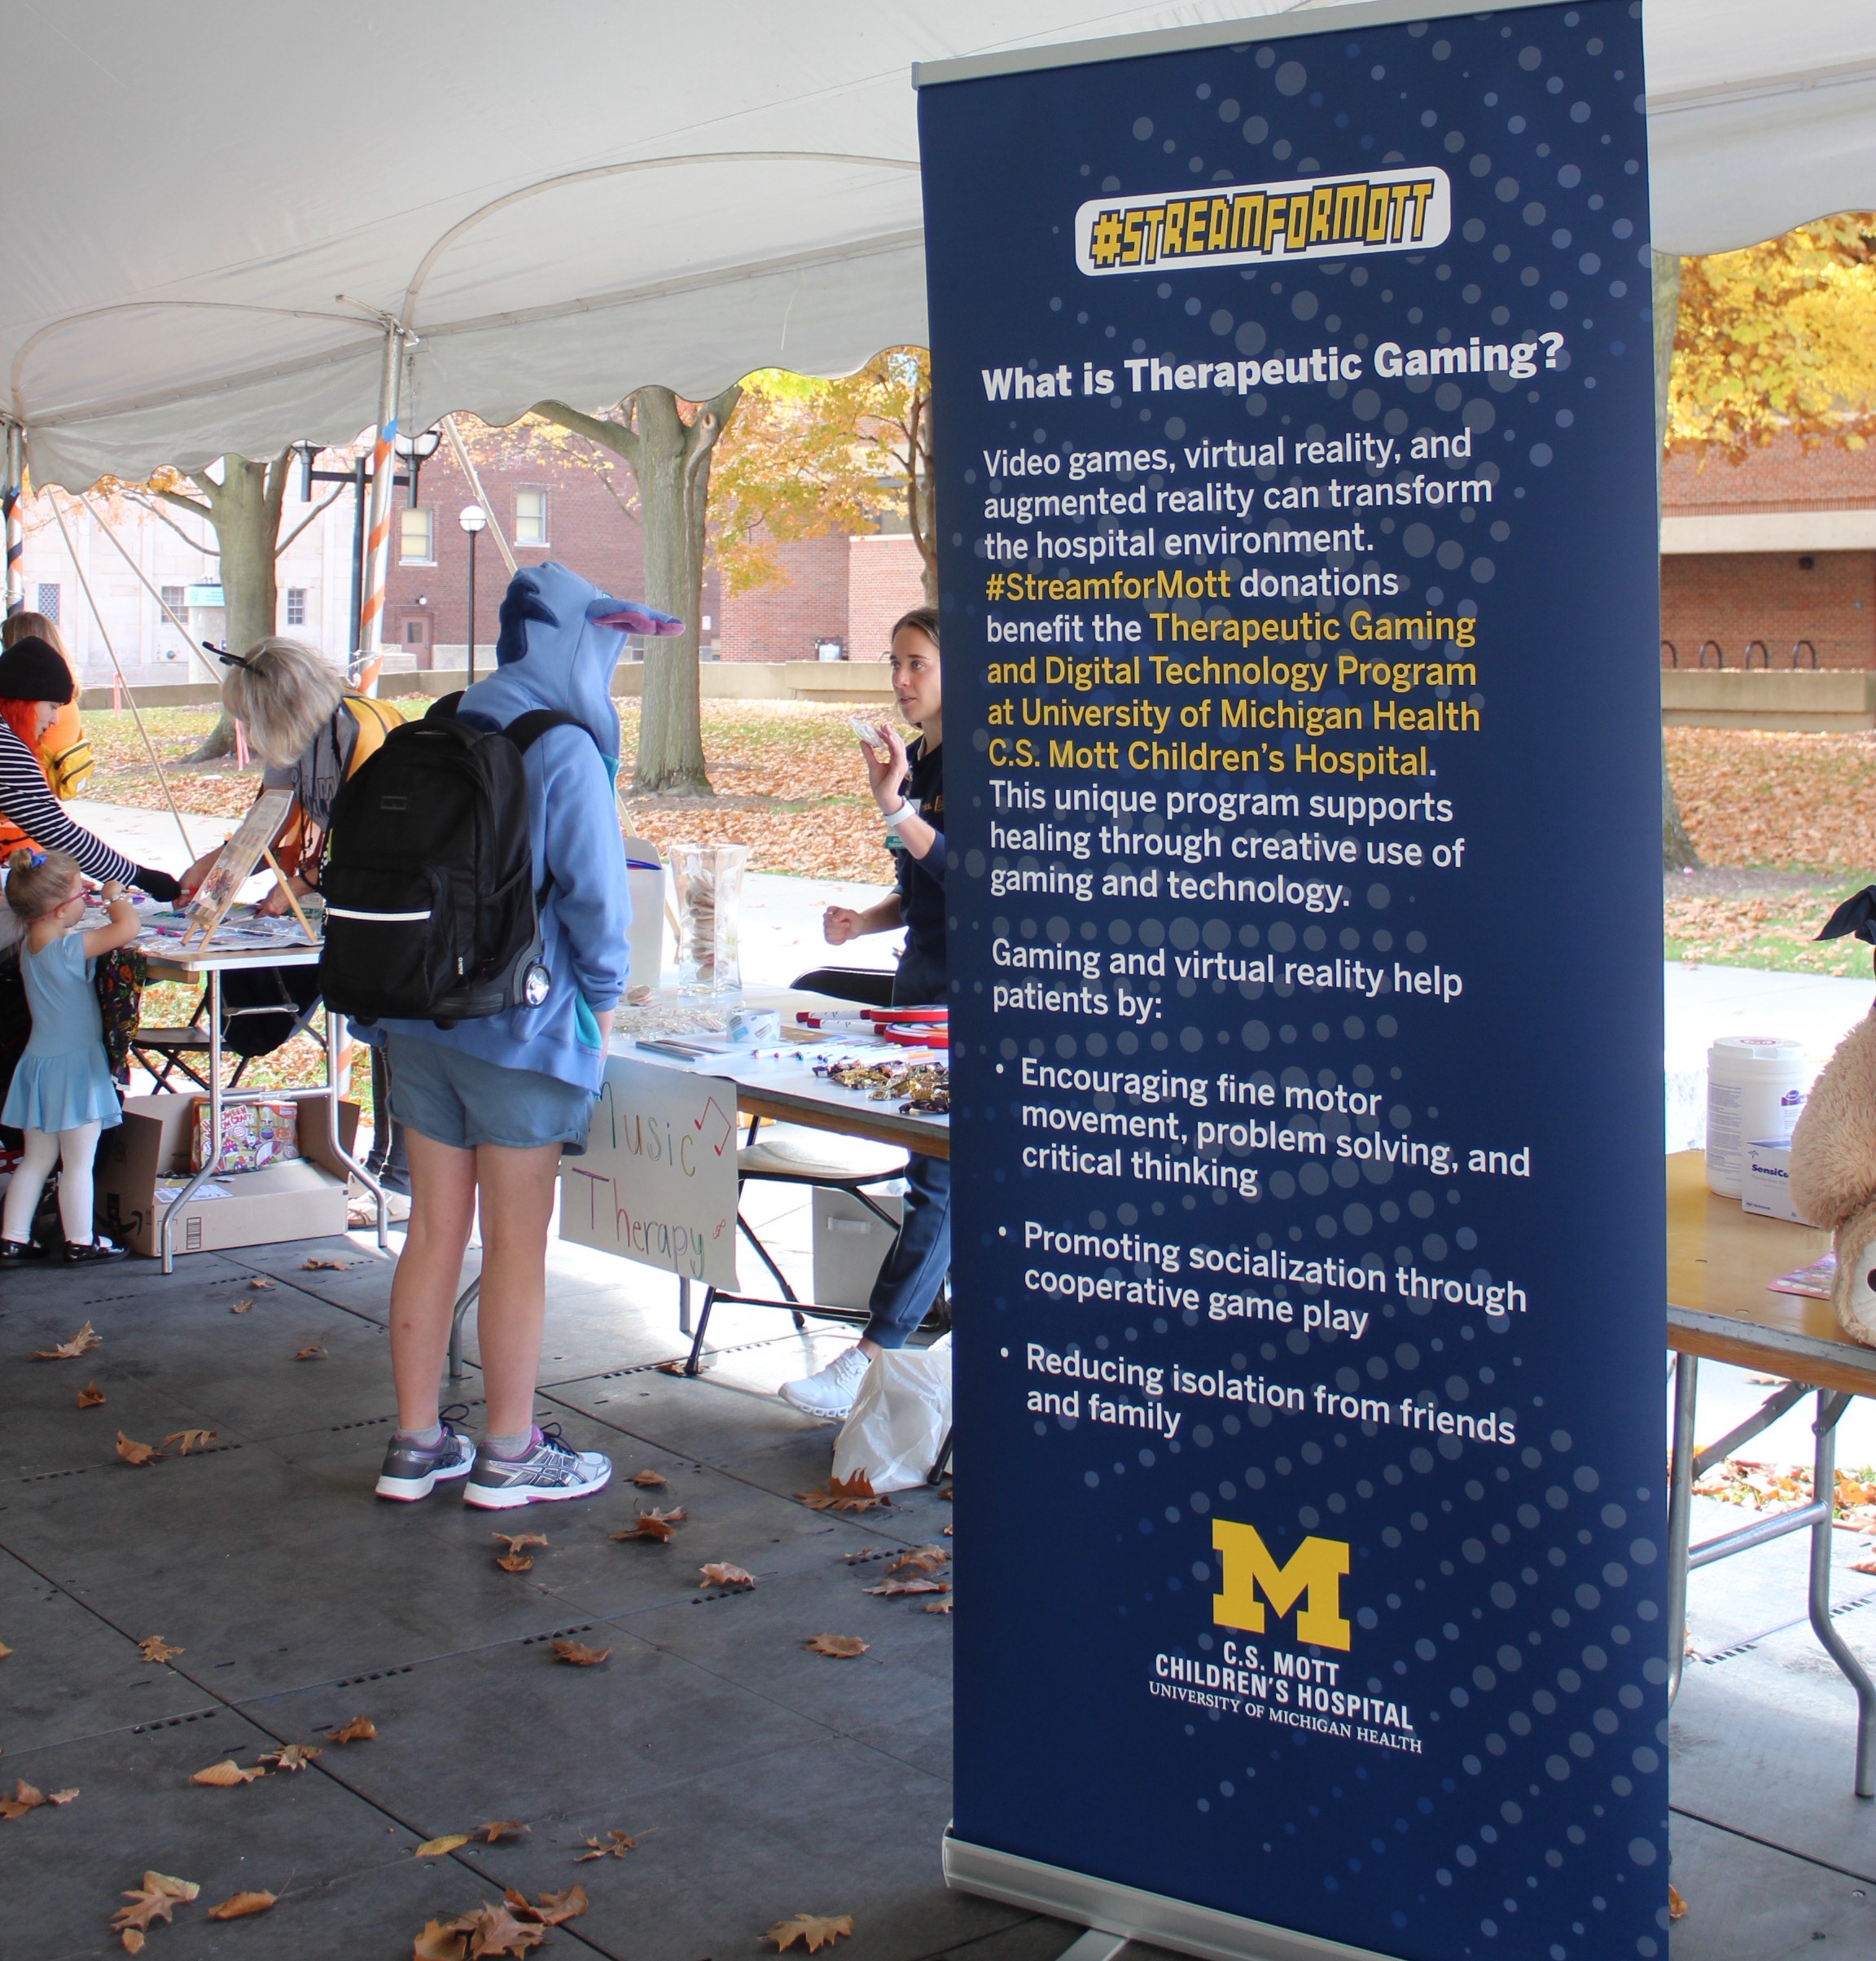 #STREAMFORMOTT
What is Therapeutic Gaming?
Video games, virtual reality, and
augmented reality can transform
the hospital environment.
#StreamforMott donations
benefit the Therapeutic Gaming
and Digital Technology Program
at University of Michigan Health
C.S. Mott Children's Hospital.
This unique program supports
healing through creative use of
gaming and technology.
Gaming and virtual reality help
patients by:
• Encouraging fine motor
movement, problem solving, and
critical thinking
• Promoting socialization through
cooperative game play
• Reducing isolation from friends
and family
M
C.S. MOTT
CHILDREN'S HOSPITAL
UNIVERSITY OF MICHIGAN HEALTH
Music
Therapy